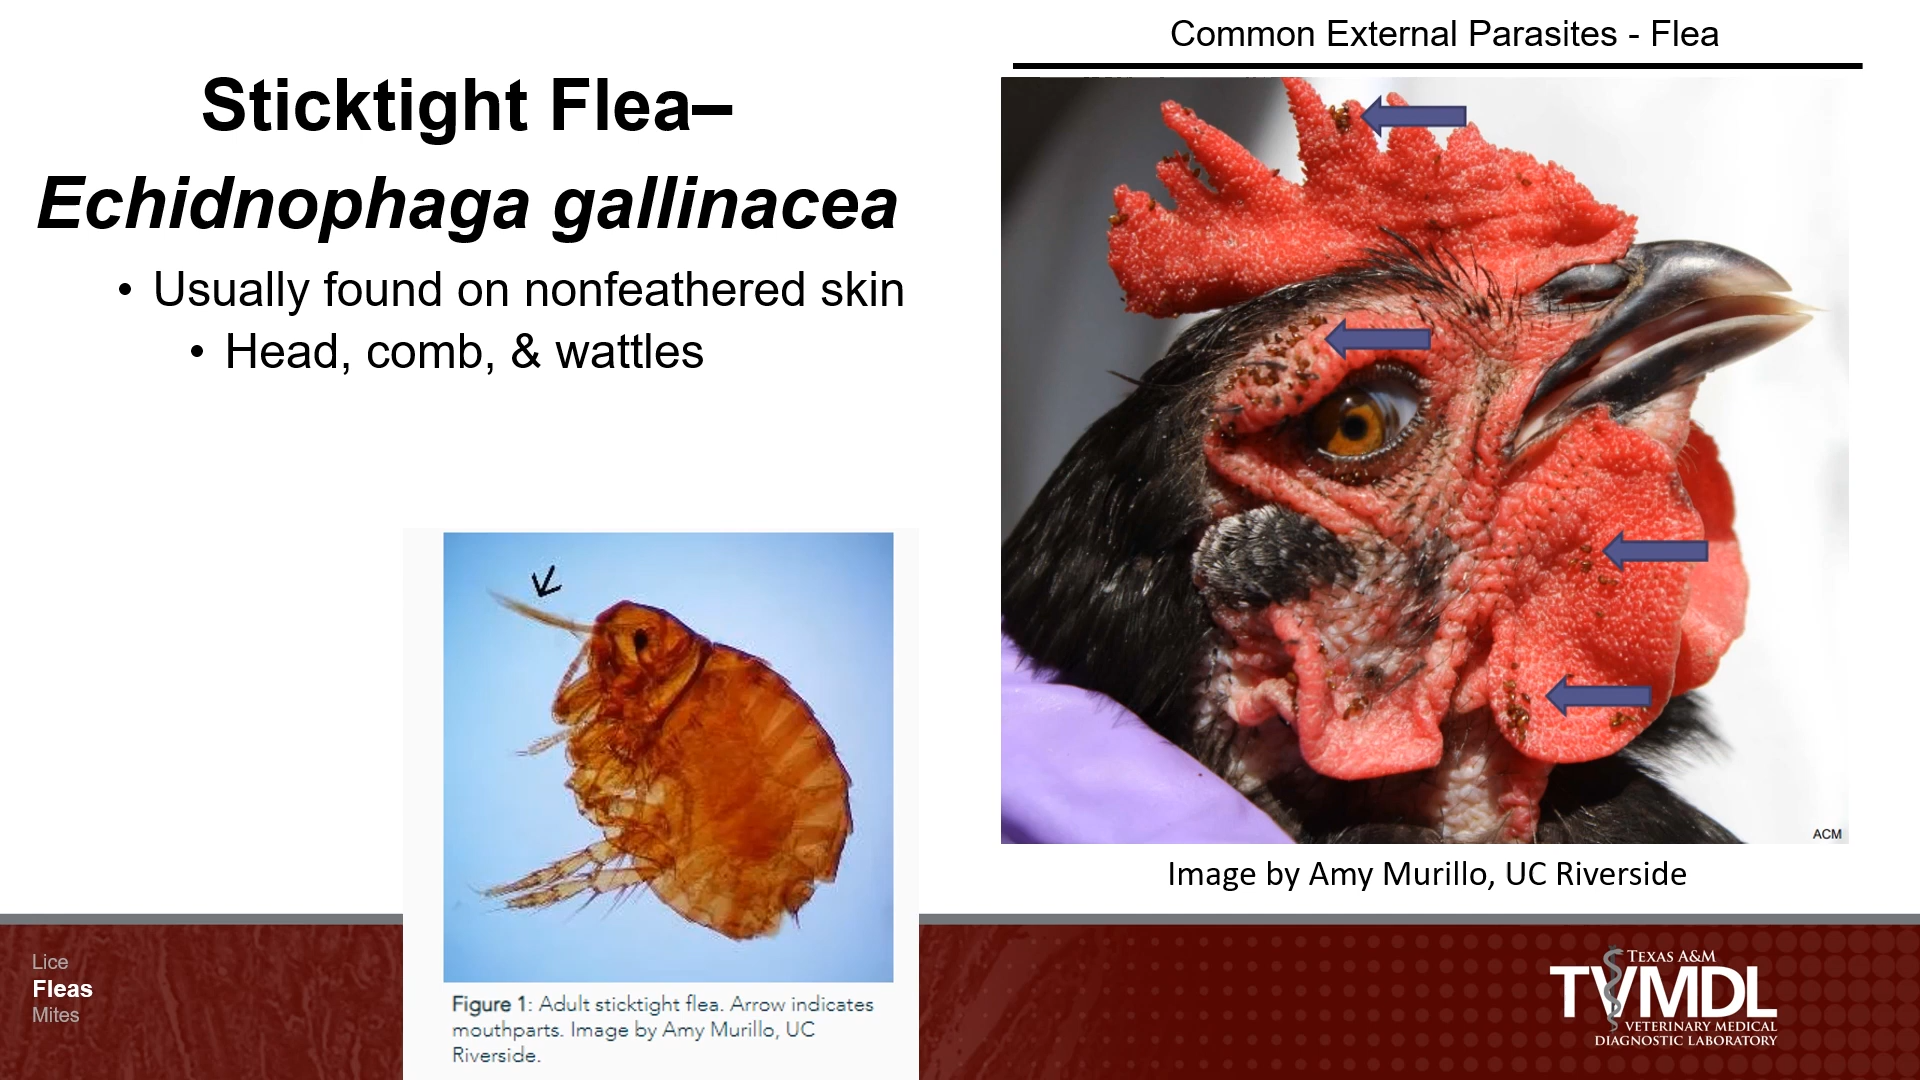 Common External Parasites - Flea
Sticktight Flea–
Echidnophaga gallinacea
• Usually found on nonfeathered skin
• Head, comb, & wattles
ACM
Image by Amy Murillo, UC Riverside
Figure 1: Adult sticktight flea. Arrow indicates
mouthparts. Image by Amy Murillo, UC
Riverside.
Lice
Fleas
Mites
TEXAS A&M
TVMDL
VETERINARY MEDICAL
DIAGNOSTIC LABORATORY